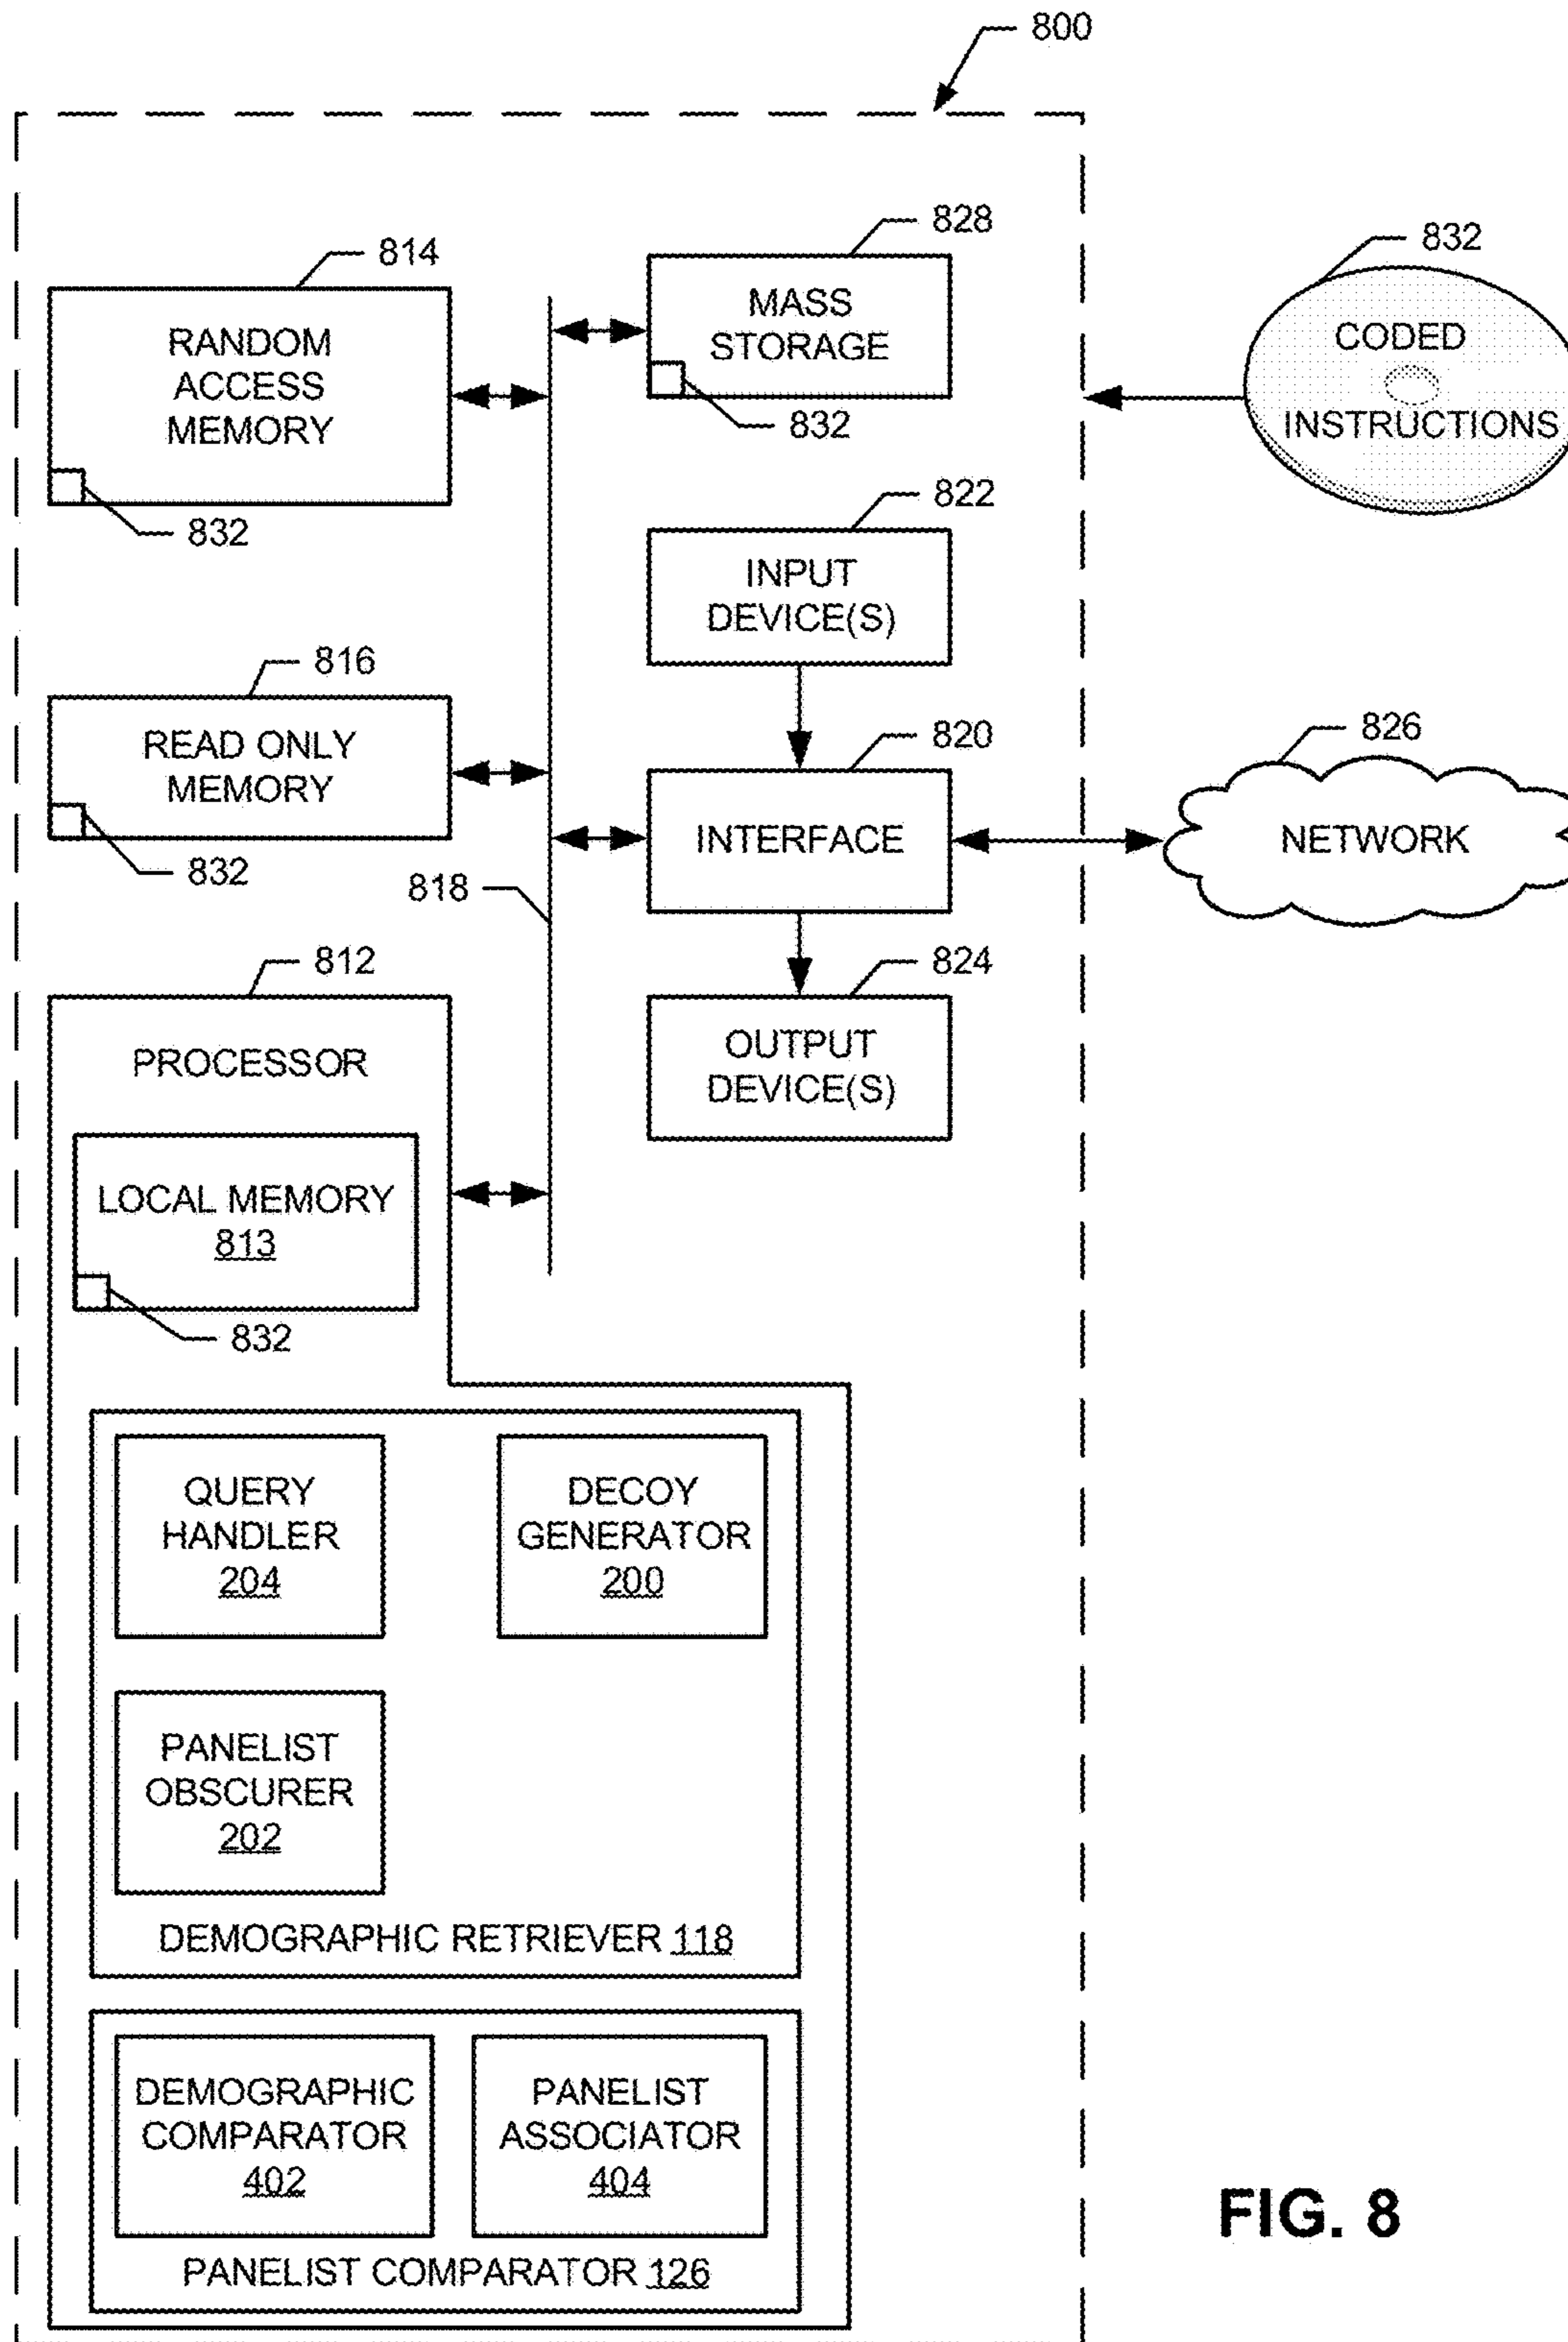 800
814
RANDOM
ACCESS
MEMORY
832
828
MASS
STORAGE
832
832
CODED
INSTRUCTIONS
822
INPUT
DEVICE(S)
816
READ ONLY
MEMORY
832
820
INTERFACE
826
NETWORK
818
824
OUTPUT
DEVICE(S)
812
PROCESSOR
LOCAL MEMORY
813
832
QUERY
HANDLER
204
DECOY
GENERATOR
200
PANELIST
OBSCURER
202
DEMOGRAPHIC RETRIEVER 118
DEMOGRAPHIC
COMPARATOR
402
PANELIST
ASSOCIATOR
404
PANELIST COMPARATOR 126
FIG. 8